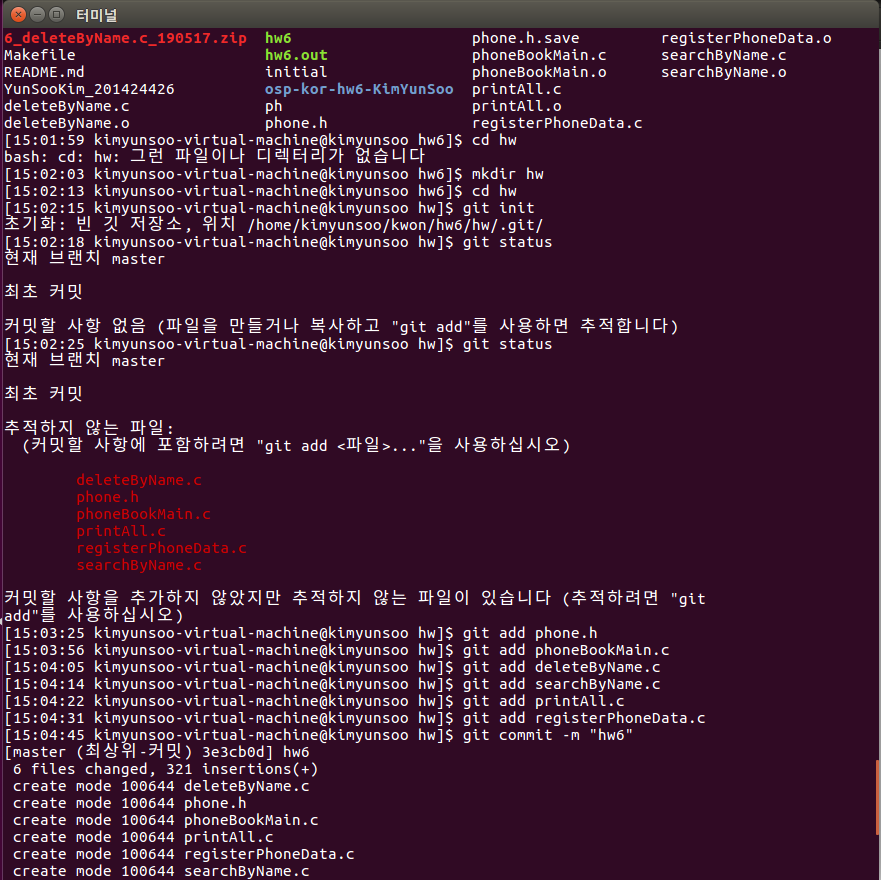 터미널
6_deleteByName.c_190517.zip hw6 phone.h.save registerPhoneData.o
Makefile hw6.out phoneBookMain.c searchByName.c
README.md initial phoneBookMain.o searchByName.o
YunSooKim_201424426 osp-kor-hw6-KimYunSoo printAll.c
deleteByName.c ph printAll.o
deleteByName.o phone.h registerPhoneData.c
[15:01:59 kimyunsoo-virtual-machine@kimyunsoo hw6]$ cd hw
bash: cd: hw: 그런 파일이나 디렉터리가 없습니다
[15:02:03 kimyunsoo-virtual-machine@kimyunsoo hw6]$ mkdir hw
[15:02:13 kimyunsoo-virtual-machine@kimyunsoo hw6]$ cd hw
[15:02:15 kimyunsoo-virtual-machine@kimyunsoo hw]$ git init
초기화: 빈 깃 저장소, 위치 /home/kimyunsoo/kwon/hw6/hw/.git/
[15:02:18 kimyunsoo-virtual-machine@kimyunsoo hw]$ git status
현재 브랜치 master
최초 커밋
커밋할 사항 없음 (파일을 만들거나 복사하고 "git add"를 사용하면 추적합니다)
[15:02:25 kimyunsoo-virtual-machine@kimyunsoo hw]$ git status
현재 브랜치 master
최초 커밋
추적하지 않는 파일:
(커밋할 사항에 포함하려면 "git add <파일>..."을 사용하십시오)
deleteByName.c
phone.h
phoneBookMain.c
printAll.c
registerPhoneData.c
searchByName.c
커밋할 사항을 추가하지 않았지만 추적하지 않는 파일이 있습니다 (추적하려면 "git
add"를 사용하십시오)
[15:03:25 kimyunsoo-virtual-machine@kimyunsoo hw]$ git add phone.h
[15:03:56 kimyunsoo-virtual-machine@kimyunsoo hw]$ git add phoneBookMain.c
[15:04:05 kimyunsoo-virtual-machine@kimyunsoo hw]$ git add deleteByName.c
[15:04:14 kimyunsoo-virtual-machine@kimyunsoo hw]$ git add searchByName.c
[15:04:22 kimyunsoo-virtual-machine@kimyunsoo hw]$ git add printAll.c
[15:04:31 kimyunsoo-virtual-machine@kimyunsoo hw]$ git add registerPhoneData.c
[15:04:45 kimyunsoo-virtual-machine@kimyunsoo hw]$ git commit -m "hw6"
[master (최상위-커밋) 3e3cb0d] hw6
6 files changed, 321 insertions(+)
create mode 100644 deleteByName.c
create mode 100644 phone.h
create mode 100644 phoneBookMain.c
create mode 100644 printAll.c
create mode 100644 registerPhoneData.c
create mode 100644 searchByName.c